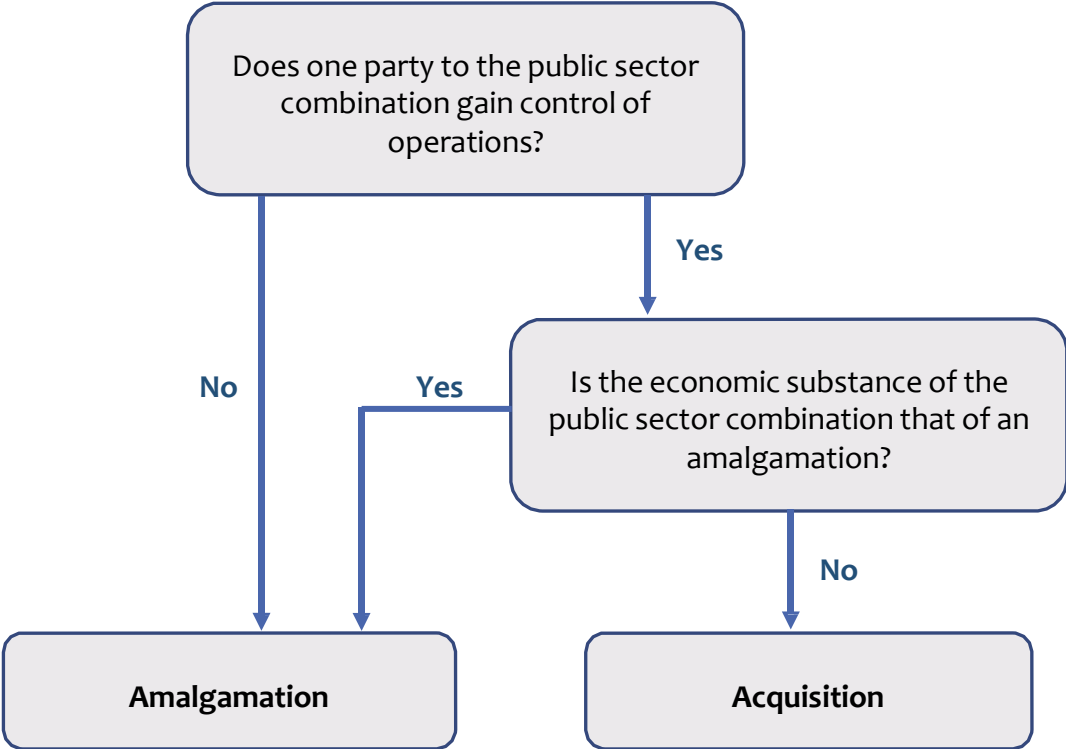 Does one party to the public sector
combination gain control of
operations?
Yes
No
Yes
Is the economic substance of the
public sector combination that of an
amalgamation?
No
Amalgamation
Acquisition